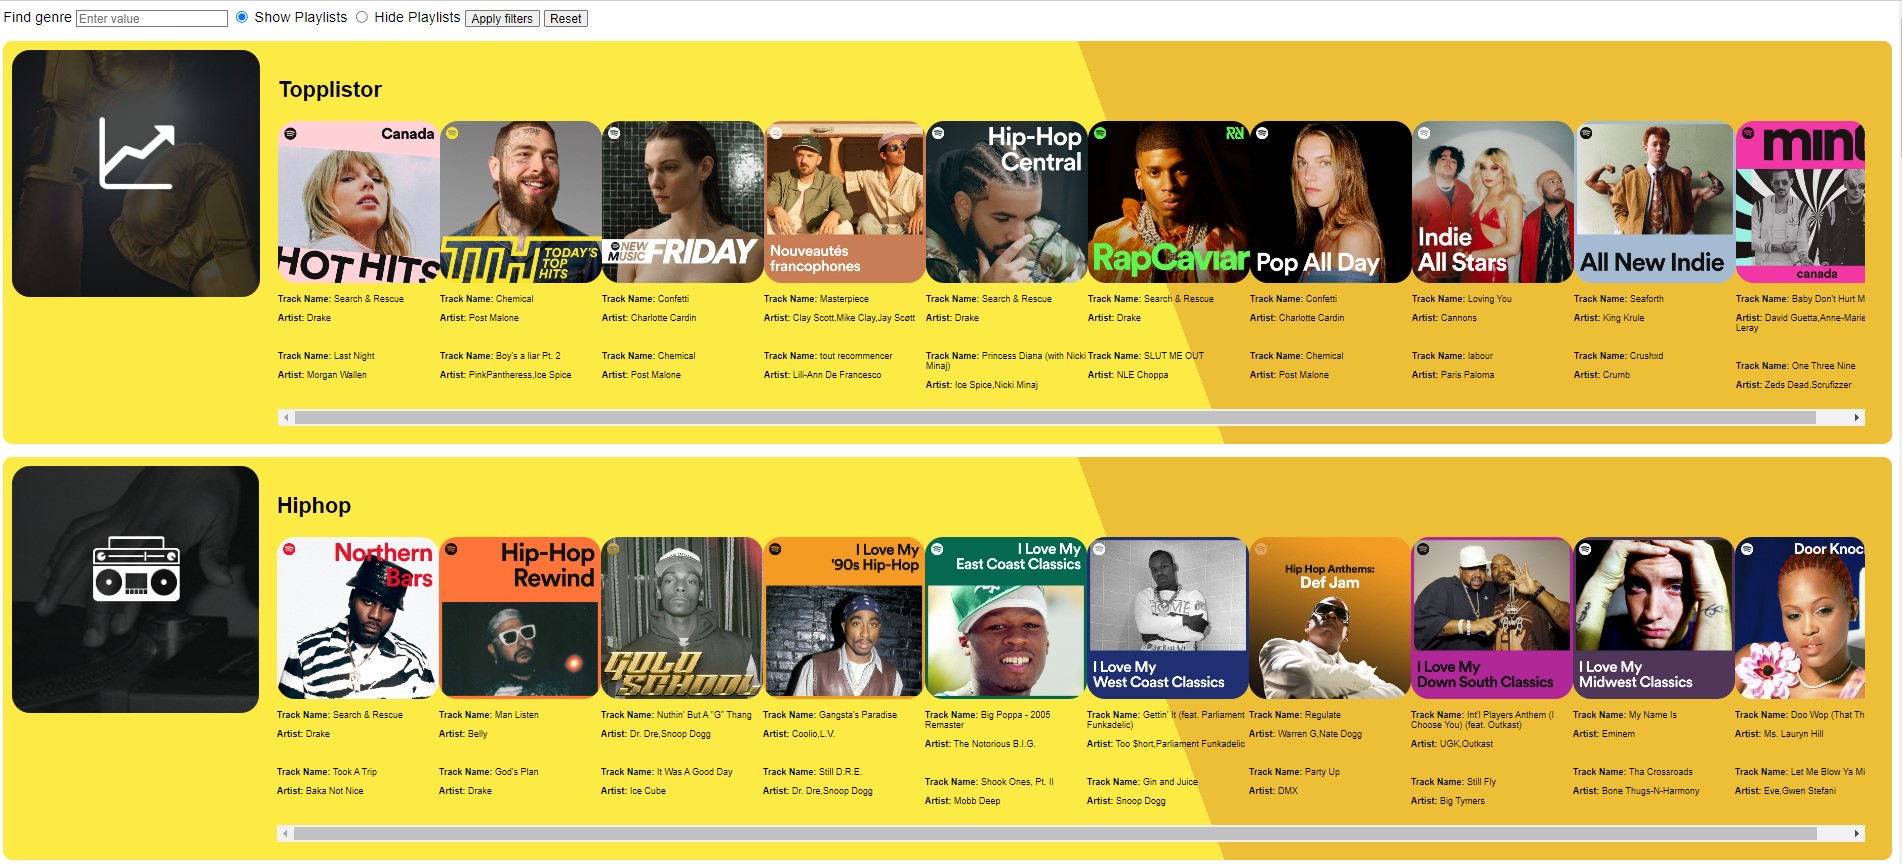 Find genre Enter value Show Playlists Hide Playlists Apply filters Reset
Topplistor
Canada
HOT HITS
TTH TODAY'S
TOP
HITS
NEW
MUSIC FRIDAY
Nouveautés
francophones
Hip-Hop
Central
RapCaviar
Pop All Day
Indie
All Stars
All New Indie
mint
canada
Track Name: Search & Rescue
Artist: Drake
Track Name: Last Night
Artist: Morgan Wallen
Track Name: Chemical
Artist: Post Malone
Track Name: Boy's a liar Pt. 2
Artist: PinkPantheress,Ice Spice
Track Name: Confetti
Artist: Charlotte Cardin
Track Name: Chemical
Artist: Post Malone
Track Name: Masterpiece
Artist: Clay Scott,Mike Clay,Jay Scøtt
Track Name: tout recommencer
Artist: Lili-Ann De Francesco
Track Name: Search & Rescue
Artist: Drake
Track Name: Princess Diana (with Nicki
Minaj)
Artist: Ice Spice,Nicki Minaj
Track Name: Search & Rescue
Artist: Drake
Track Name: SLUT ME OUT
Artist: NLE Choppa
Track Name: Confetti
Artist: Charlotte Cardin
Track Name: Chemical
Artist: Post Malone
Track Name: Loving You
Artist: Cannons
Track Name: labour
Artist: Paris Paloma
Track Name: Seaforth
Artist: King Krule
Track Name: Crushxd
Artist: Crumb
Track Name: Baby Don't Hurt M
Artist: David Guetta,Anne-Marie
Leray
Track Name: One Three Nine
Artist: Zeds Dead,Scrufizzer
Hiphop
Northern
Bars
Hip-Hop
Rewind
GOLD
SCHOOL
I Love My
'90s Hip-Hop
I Love My
East Coast Classics
I Love My
West Coast Classics
Hip Hop Anthems:
Def Jam
I Love My
Down South Classics
I Love My
Midwest Classics
Door Knoc
Track Name: Search & Rescue
Artist: Drake
Track Name: Took A Trip
Artist: Baka Not Nice
Track Name: Man Listen
Artist: Belly
Track Name: God's Plan
Artist: Drake
Track Name: Nuthin' But A "G" Thang
Artist: Dr. Dre,Snoop Dogg
Track Name: It Was A Good Day
Artist: Ice Cube
Track Name: Gangsta's Paradise
Artist: Coolio,L.V.
Track Name: Still D.R.E.
Artist: Dr. Dre,Snoop Dogg
Track Name: Big Poppa - 2005
Remaster
Artist: The Notorious B.I.G.
Track Name: Shook Ones, Pt. II
Artist: Mobb Deep
Track Name: Gettin' It (feat. Parliament
Funkadelic)
Artist: Too $hort,Parliament Funkadelic
Track Name: Gin and Juice
Artist: Snoop Dogg
Track Name: Regulate
Artist: Warren G,Nate Dogg
Track Name: Party Up
Artist: DMX
Track Name: Int'l Players Anthem (I
Choose You) (feat. Outkast)
Artist: UGK,Outkast
Track Name: Still Fly
Artist: Big Tymers
Track Name: My Name Is
Artist: Eminem
Track Name: Tha Crossroads
Artist: Bone Thugs-N-Harmony
Track Name: Doo Wop (That Th
Artist: Ms. Lauryn Hill
Track Name: Let Me Blow Ya Mi
Artist: Eve,Gwen Stefani